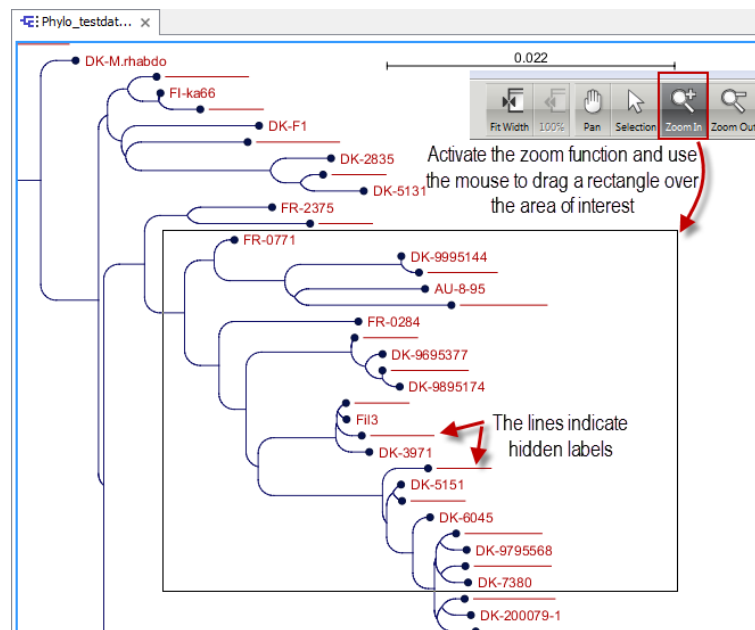 Phylo_testdat...
0.022
DK-M.rhabdo
FI-ka66
Fit Width 100% Pan Selection Zoom In Zoom Out
DK-F1
Activate the zoom function and use
the mouse to drag a rectangle over
the area of interest
DK-2835
DK-5131
FR-2375
FR-0771
DK-9995144
AU-8-95
FR-0284
DK-9695377
DK-9895174
Fil3
The lines indicate
hidden labels
DK-3971
DK-5151
DK-6045
DK-9795568
DK-7380
DK-200079-1